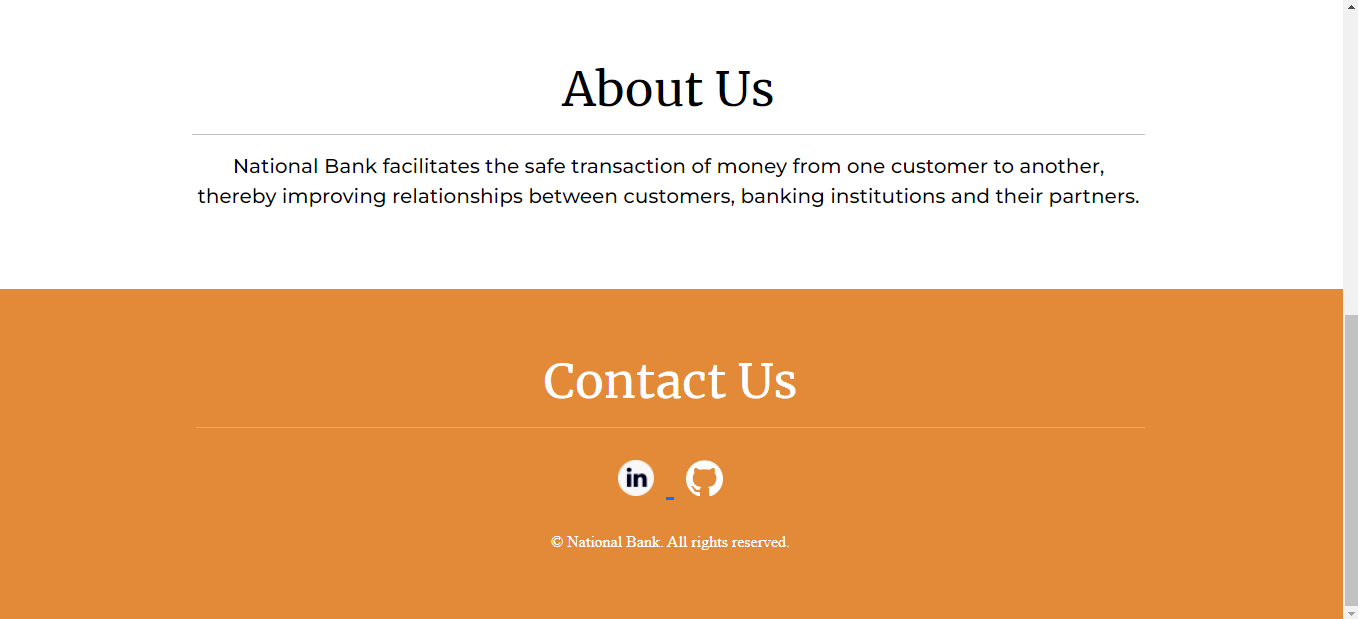 About Us
National Bank facilitates the safe transaction of money from one customer to another,
thereby improving relationships between customers, banking institutions and their partners.
Contact Us
in
© National Bank. All rights reserved.